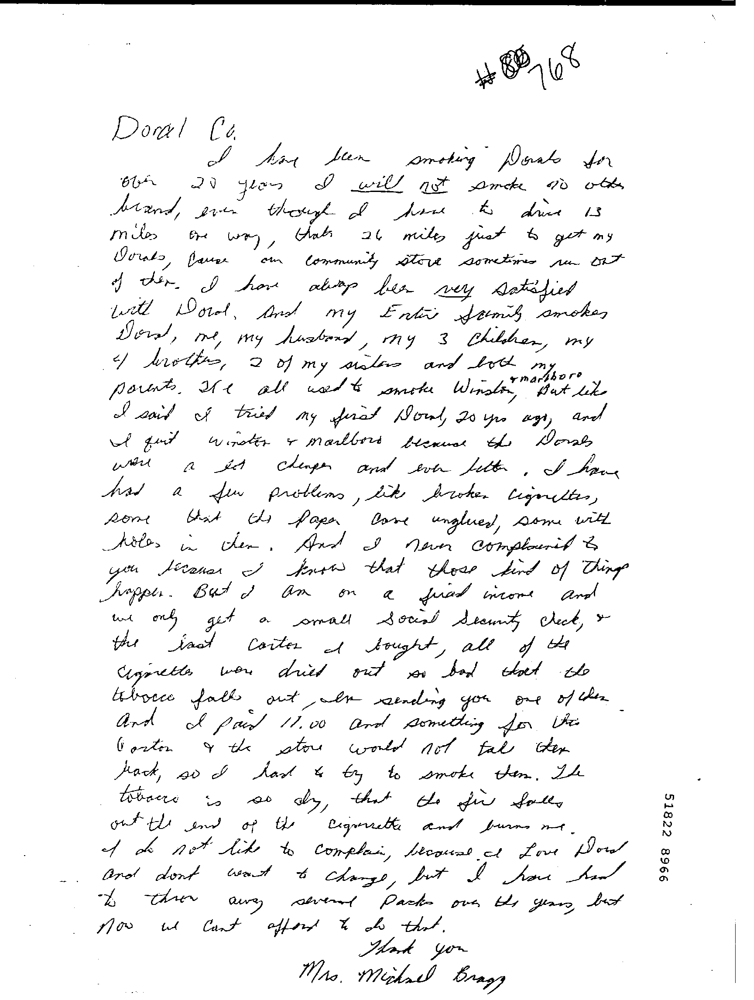 # 88 768
Doral Co.
I have been smoking Dorals for
over 20 years I will not smoke no other
brand, even though I have to drive 13
miles one way, thats 26 miles just to get my
Dorals, Cause our community store sometimes run out
of them. I have always been very satisfied
with Doral. And my Entire family smokes
Doral, me, my husband, my 3 children, my
4 brothers, 2 of my sisters and both my
parents. We all used to smoke Winston, & marlboro But like
I said I tried my first Doral, 20 yrs ago, and
I quit winston & marlboro because the Dorals
were a lot cheaper and even better. I have
had a few problems, like broken cigarettes,
some that the paper come unglued, some with
holes in them. And I never complained to
you because I know that those kind of things
happen. But I am on a fixed income and
we only get a small Social Security check, &
the last carton I bought, all of the
cigarettes were dried out so bad that the
tobacco falls out, sending you one of them
And I paid 11.00 and something for this
Carton & the store would not take them
back, so I had to try to smoke them. The
tobacco is so dry, that the fire falls
out the end of the cigarette and burns me.
I do not like to complain, because I Love Doral
and dont want to change, but I have had
to throw away several packs over the years, but
now we cant afford to do that.
Thank you
Mrs. Michael Bragg
51822 8966